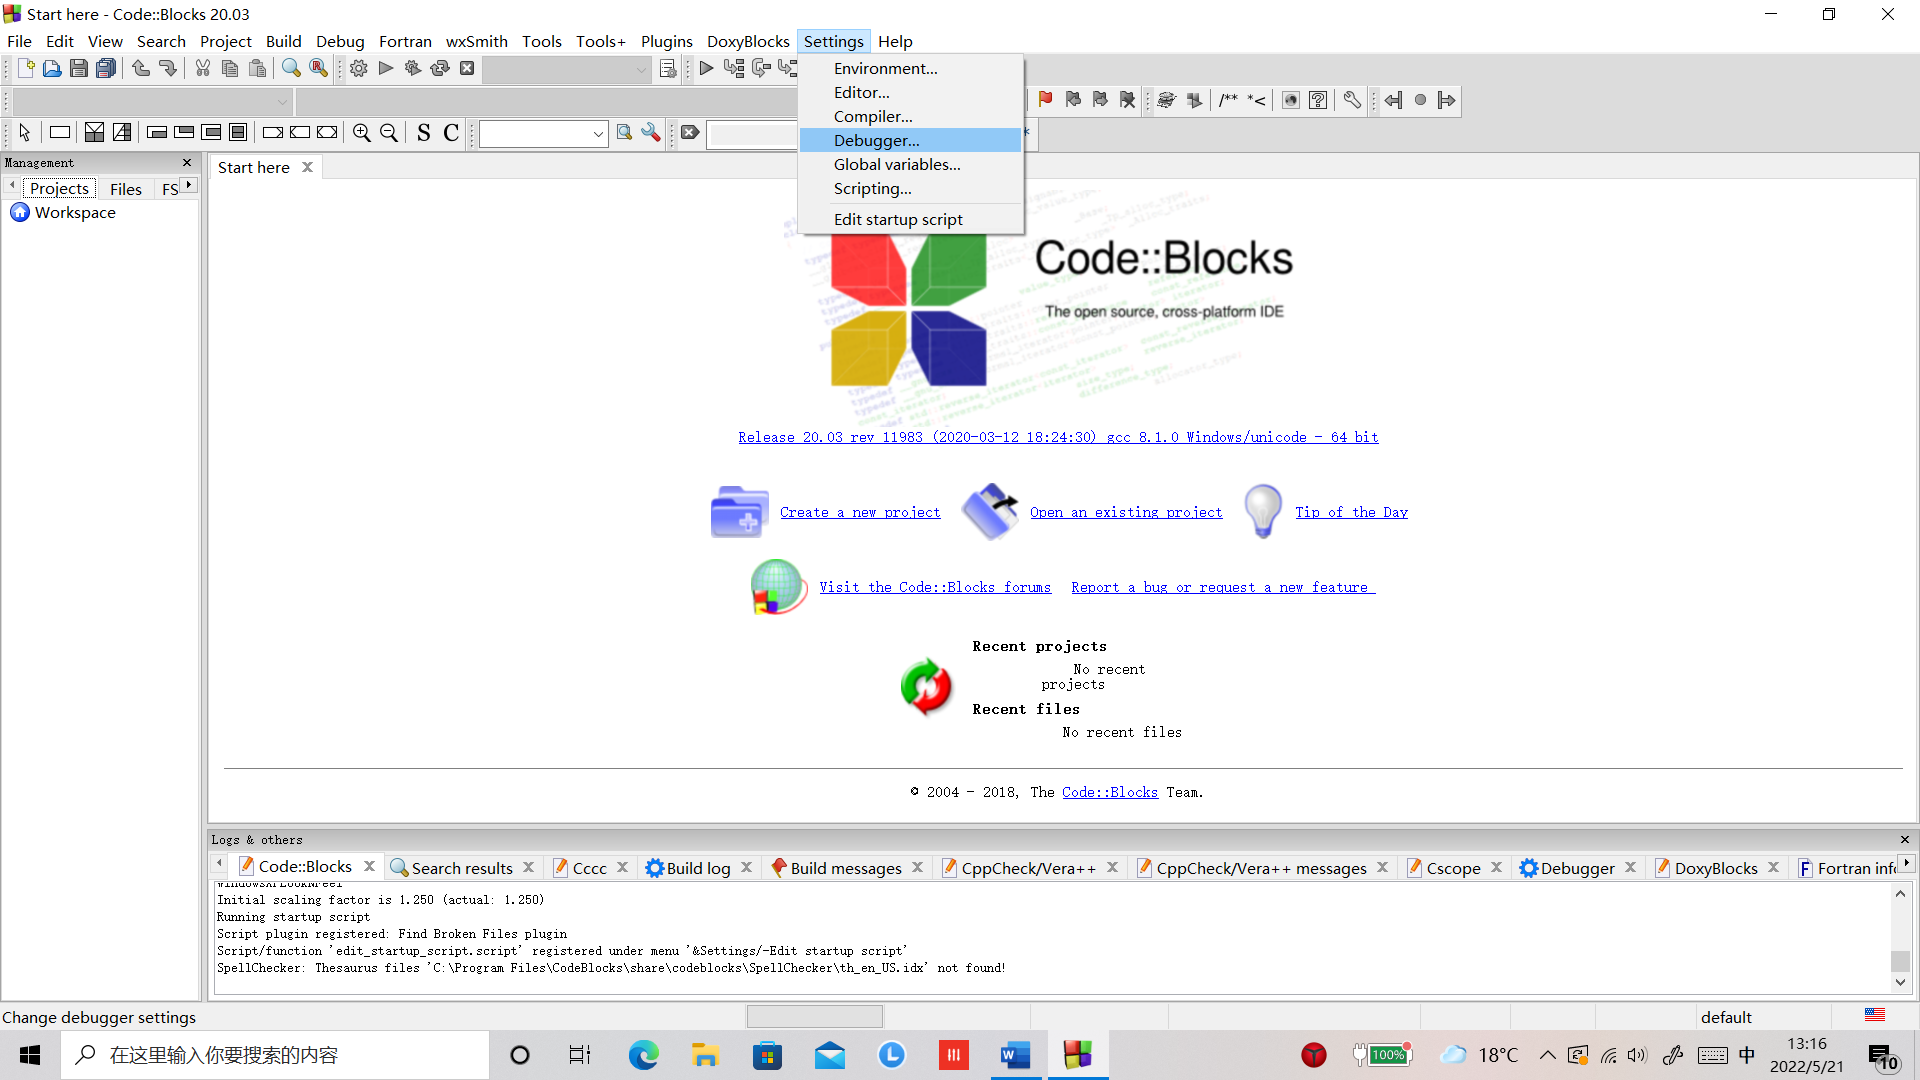 Start here - Code::Blocks 20.03
File Edit View Search Project Build Debug Fortran wxSmith Tools Tools+ Plugins DoxyBlocks Settings Help
Environment...
Editor...
Compiler...
Debugger...
Global variables...
Scripting...
Edit startup script
/** *<
S C
Management
Projects Files FS
Workspace
Start here
Code::Blocks
The open source, cross-platform IDE
Release 20.03 rev 11983 (2020-03-12 18:24:30) gcc 8.1.0 Windows/unicode - 64 bit
Create a new project Open an existing project Tip of the Day
Visit the Code::Blocks forums Report a bug or request a new feature
Recent projects
No recent
projects
Recent files
No recent files
© 2004 - 2018, The Code::Blocks Team.
Logs & others
Code::Blocks Search results Cccc Build log Build messages CppCheck/Vera++ CppCheck/Vera++ messages Cscope Debugger DoxyBlocks Fortran info
Initial scaling factor is 1.250 (actual: 1.250)
Running startup script
Script plugin registered: Find Broken Files plugin
Script/function 'edit_startup_script.script' registered under menu '&Settings/-Edit startup script'
SpellChecker: Thesaurus files 'C:\Program Files\CodeBlocks\share\codeblocks\SpellChecker\th_en_US.idx' not found!
Change debugger settings
default
在这里输入你要搜索的内容
100%
18°C
中
13:16
2022/5/21
10